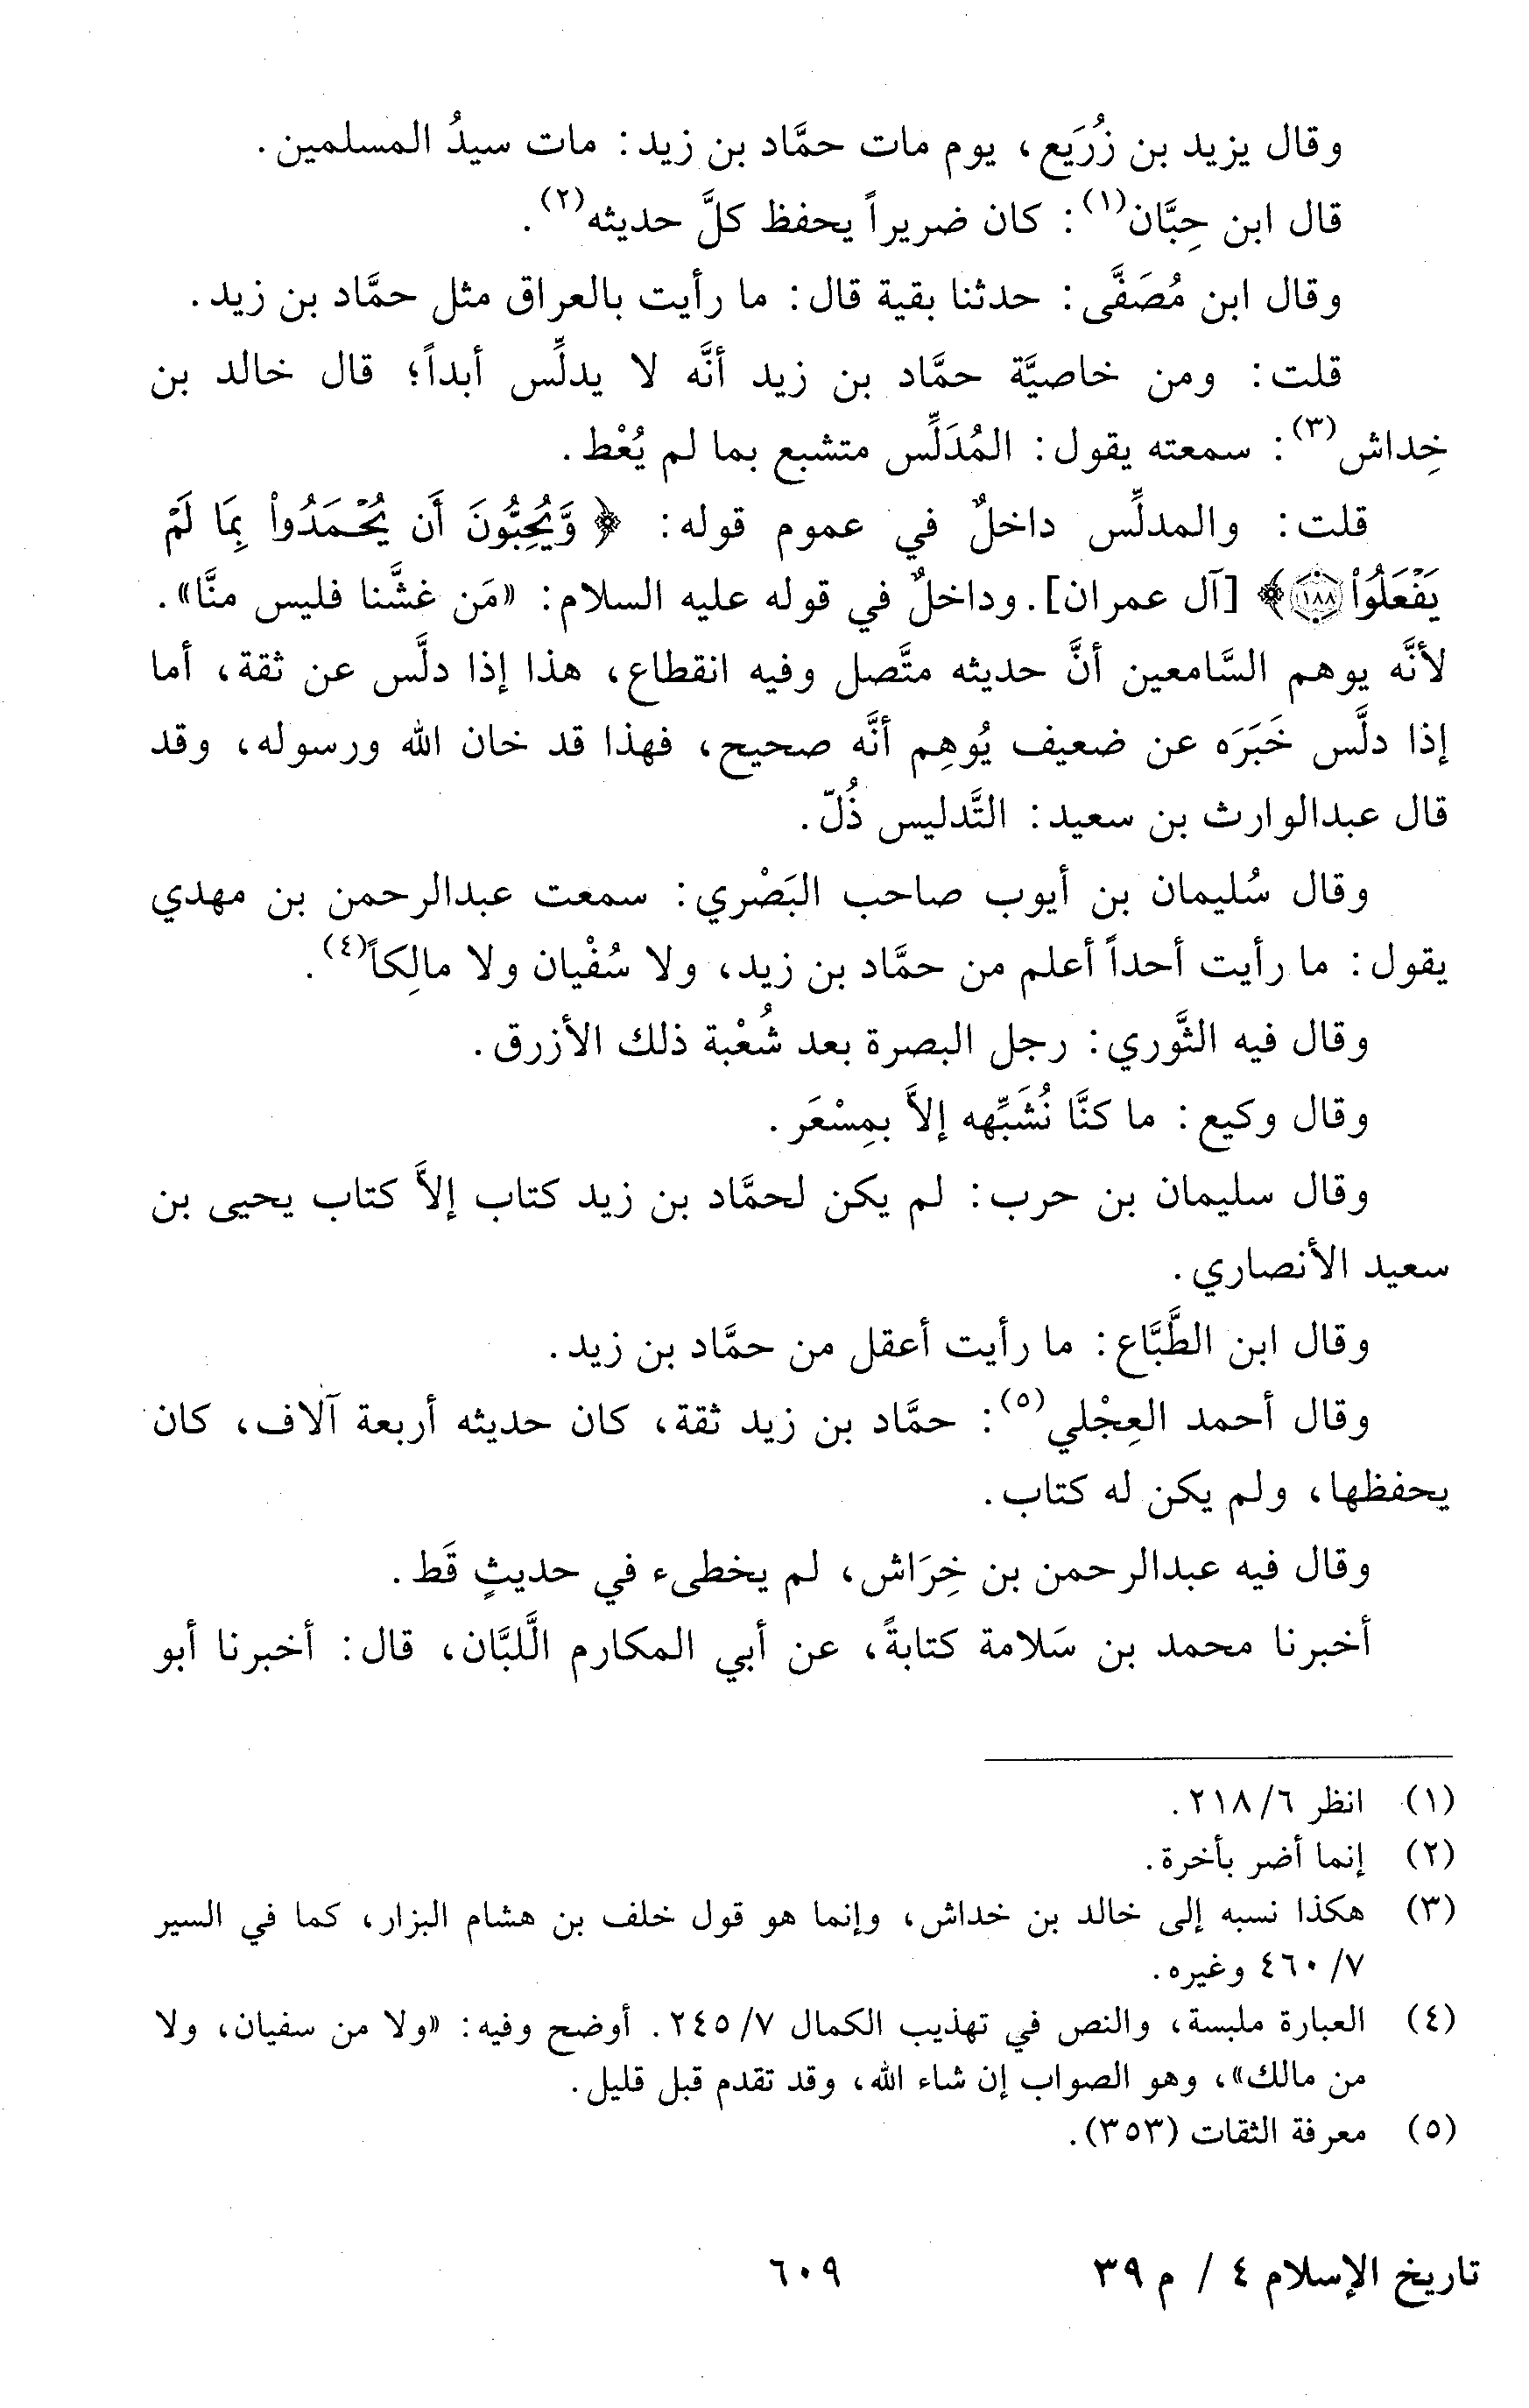 وقال يزيد بن زُرَيع، يوم مات حمَّاد بن زيد: مات سيدُ المسلمين.
قال ابن حِبَّان(١): كان ضريراً يحفظ كلَّ حديثه(٢).
وقال ابن مُصَفَّى: حدثنا بقية قال: ما رأيت بالعراق مثل حمَّاد بن زيد.
قلت: ومن خاصيَّة حمَّاد بن زيد أنَّه لا يدلِّس أبداً؛ قال خالد بن
خِداش(٣): سمعته يقول: المُدَلِّس متشبع بما لم يُعْط.
قلت: والمدلِّس داخلٌ في عموم قوله: ﴿وَّيُحِبُّونَ أَن يُحْمَدُوا۟ بِمَا لَمْ
يَفْعَلُوا۟ ١٨٨﴾ [آل عمران]. وداخلٌ في قوله عليه السلام: «مَن غشَّنا فليس منَّا».
لأنَّه يوهم السَّامعين أنَّ حديثه متَّصل وفيه انقطاع، هذا إذا دلَّس عن ثقة، أما
إذا دلَّس خَبَرَه عن ضعيف يُوهِم أنَّه صحيح، فهذا قد خان الله ورسوله، وقد
قال عبدالوارث بن سعيد: التَّدليس ذُلّ.
وقال سُليمان بن أيوب صاحب البَصْري: سمعت عبدالرحمن بن مهدي
يقول: ما رأيت أحداً أعلم من حمَّاد بن زيد، ولا سُفْيان ولا مالِكاً(٤).
وقال فيه الثَّوري: رجل البصرة بعد شُعْبة ذلك الأزرق.
وقال وكيع: ما كنَّا نُشَبِّهه إلاَّ بمِسْعَر.
وقال سليمان بن حرب: لم يكن لحمَّاد بن زيد كتاب إلاَّ كتاب يحيى بن
سعيد الأنصاري.
وقال ابن الطَّبَّاع: ما رأيت أعقل من حمَّاد بن زيد.
وقال أحمد العِجْلي(٥): حمَّاد بن زيد ثقة، كان حديثه أربعة آلاف، كان
يحفظها، ولم يكن له كتاب.
وقال فيه عبدالرحمن بن خِرَاش، لم يخطىء في حديثٍ قَط.
أخبرنا محمد بن سَلامة كتابةً، عن أبي المكارم اللَّبَّان، قال: أخبرنا أبو
(١) انظر ٦/ ٢١٨.
(٢) إنما أضر بأخرة.
(٣) هكذا نسبه إلى خالد بن خداش، وإنما هو قول خلف بن هشام البزار، كما في السير
٧/ ٤٦٠ وغيره.
(٤) العبارة ملبسة، والنص في تهذيب الكمال ٧/ ٢٤٥. أوضح وفيه: «ولا من سفيان، ولا
من مالك»، وهو الصواب إن شاء الله، وقد تقدم قبل قليل.
(٥) معرفة الثقات (٣٥٣).
تاريخ الإسلام ٤ / م ٣٩
٦٠٩